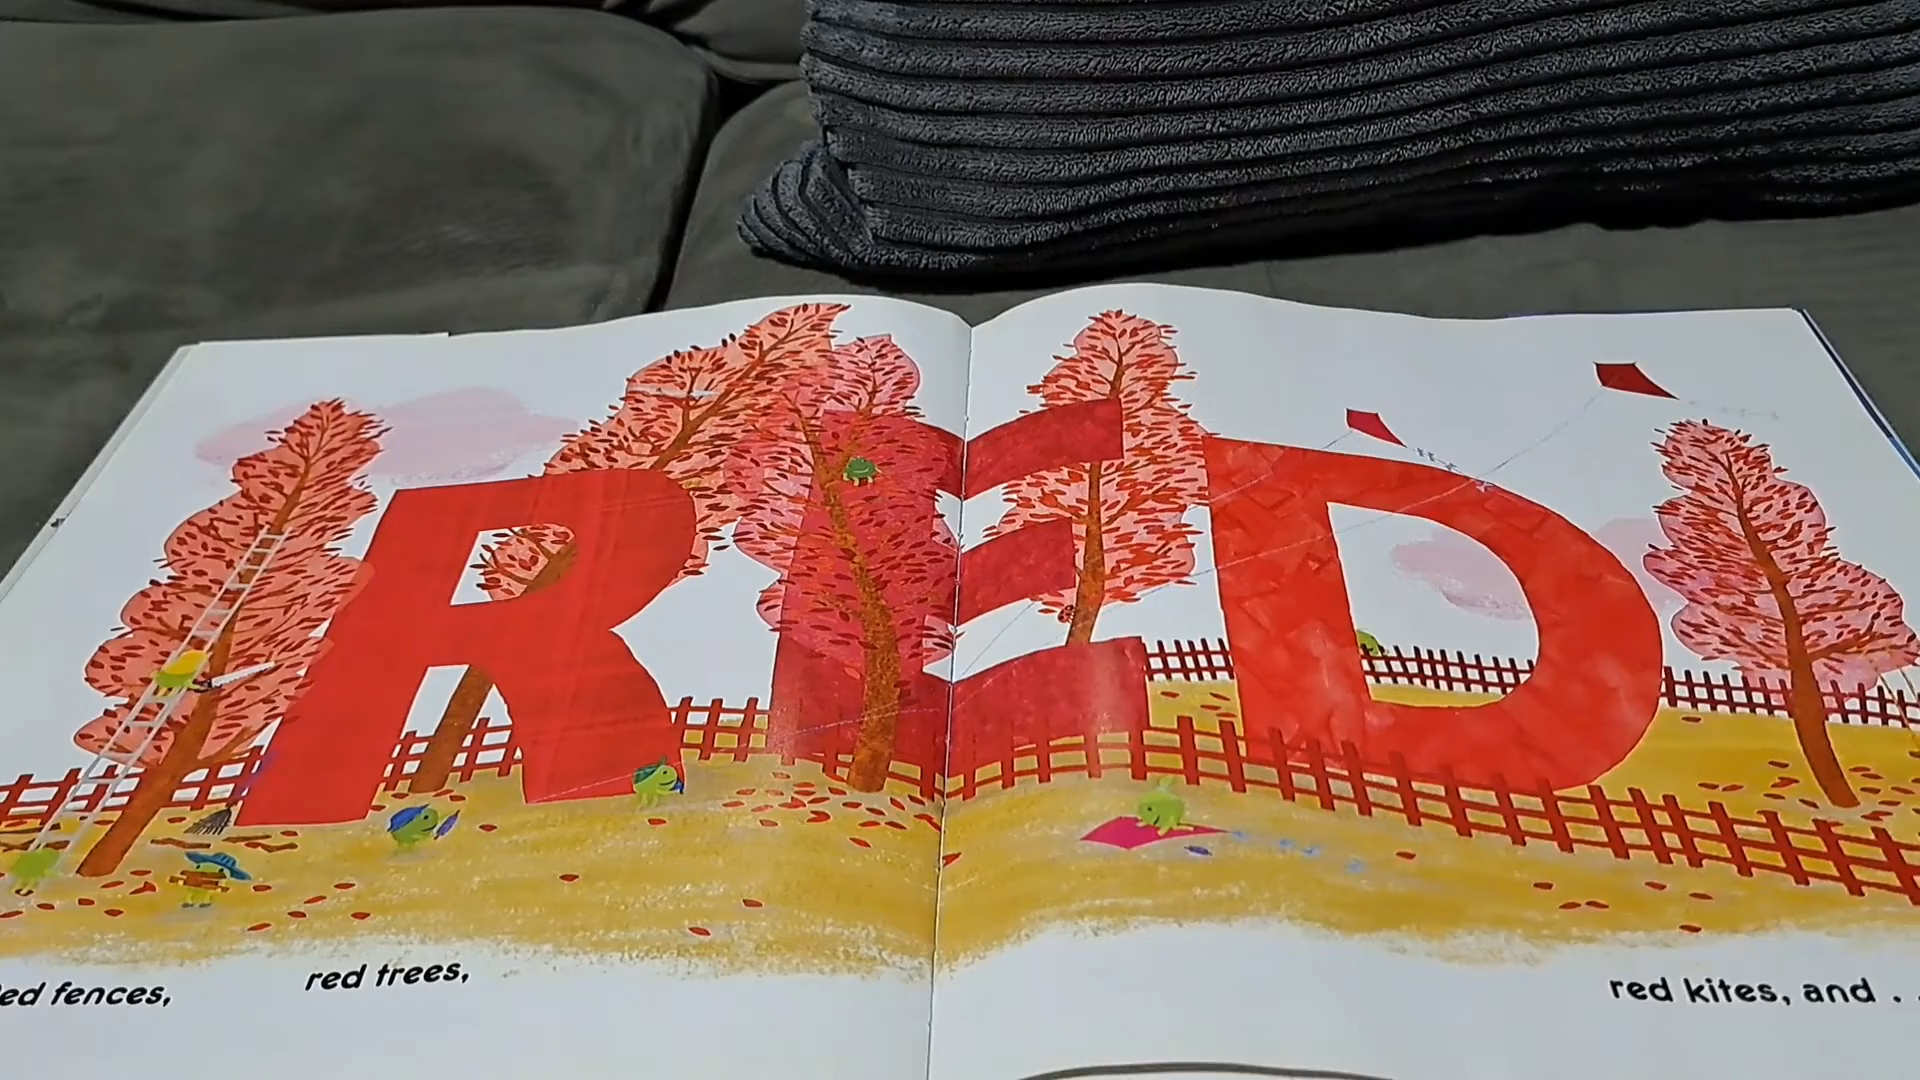 RED
ed fences,
red trees,
red kites, and . .